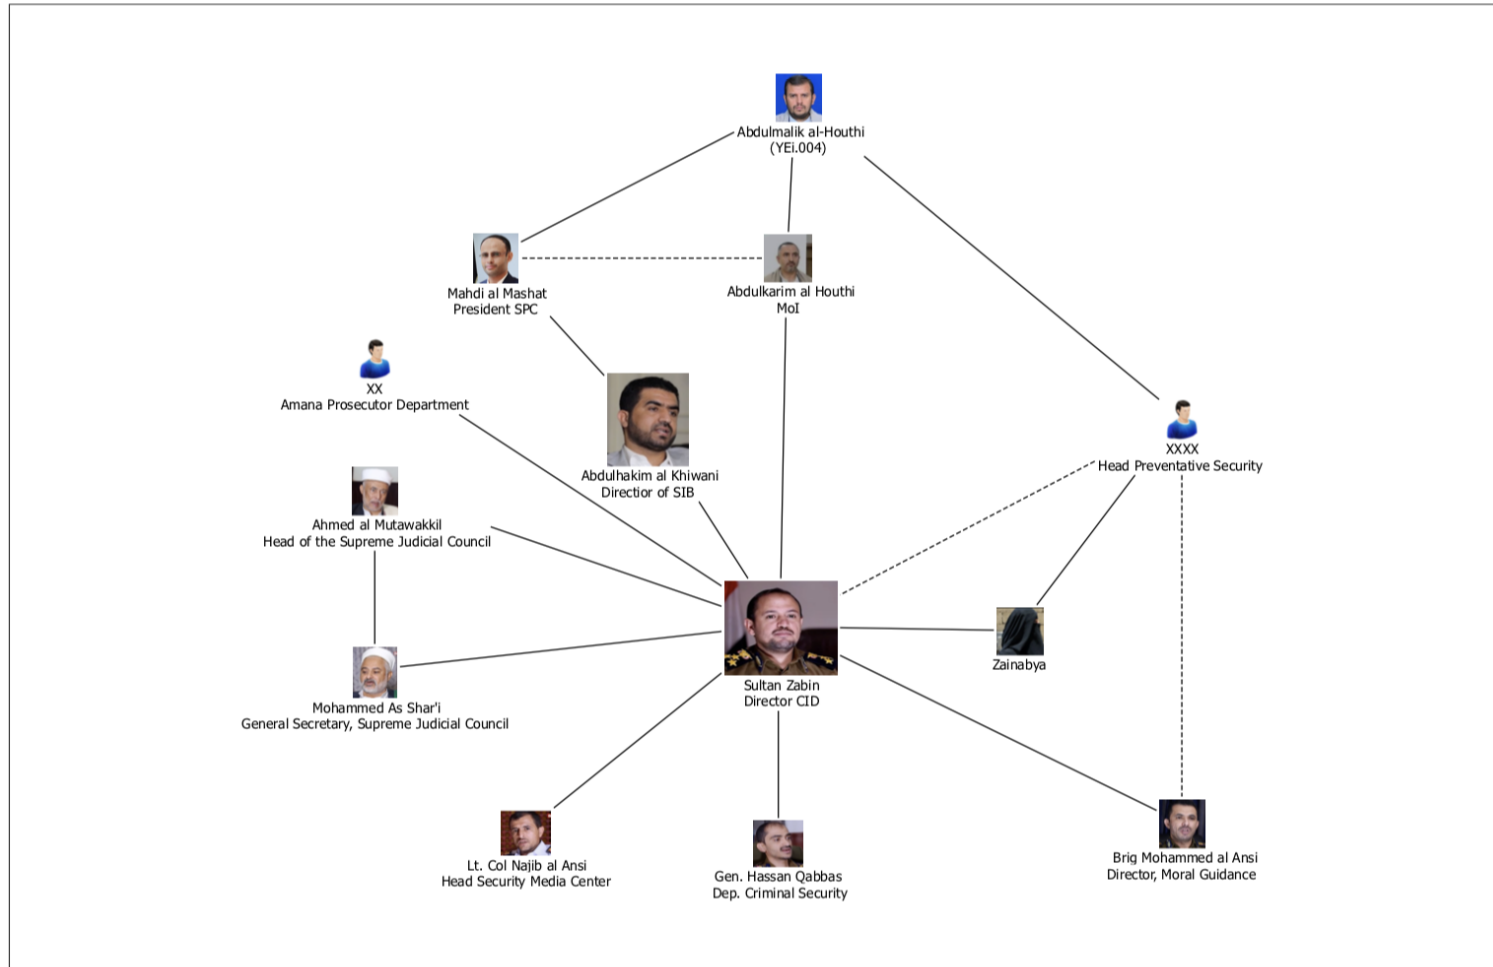 Abdulmalik al-Houthi
(YEi.004)
Mahdi al Mashat
President SPC
Abdulkarim al Houthi
MoI
XX
Amana Prosecutor Department
Abdulhakim al Khiwani
Directior of SIB
XXXX
Head Preventative Security
Ahmed al Mutawakkil
Head of the Supreme Judicial Council
Zainabya
Sultan Zabin
Director CID
Mohammed As Shar'i
General Secretary, Supreme Judicial Council
Lt. Col Najib al Ansi
Head Security Media Center
Gen. Hassan Qabbas
Dep. Criminal Security
Brig Mohammed al Ansi
Director, Moral Guidance